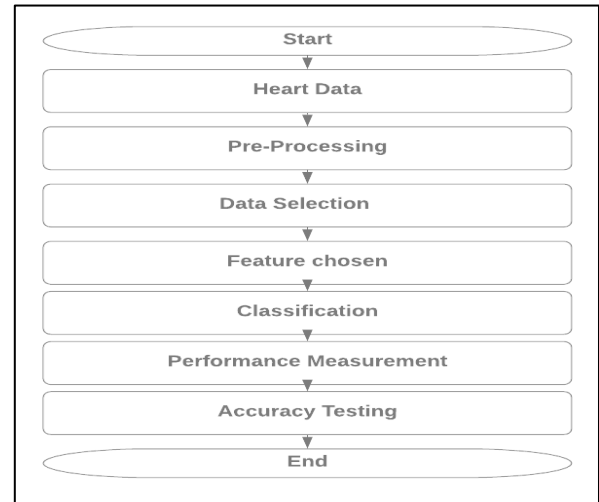 Start
Heart Data
Pre-Processing
Data Selection
Feature chosen
Classification
Performance Measurement
Accuracy Testing
End